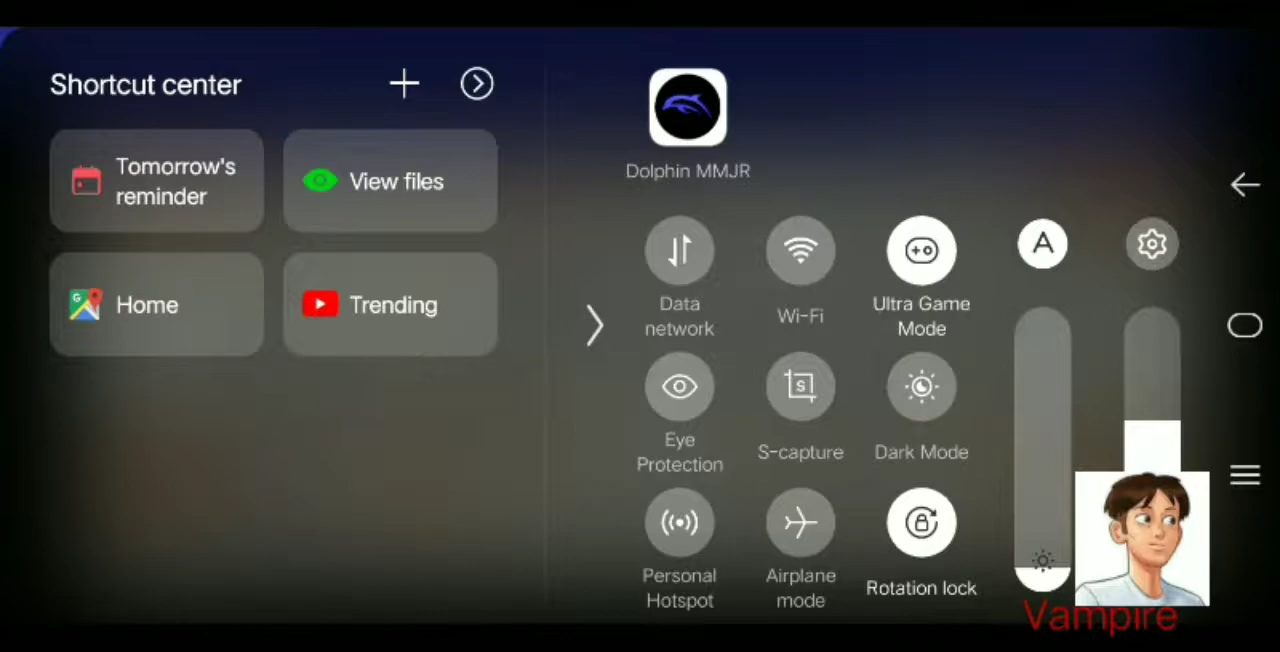 Shortcut center
Tomorrow's
reminder
View files
Home
Trending
Dolphin MMJR
Data
network
Wi-Fi
Ultra Game
Mode
A
Eye
Protection
S-capture
Dark Mode
Personal
Hotspot
Airplane
mode
Rotation lock
Vampire